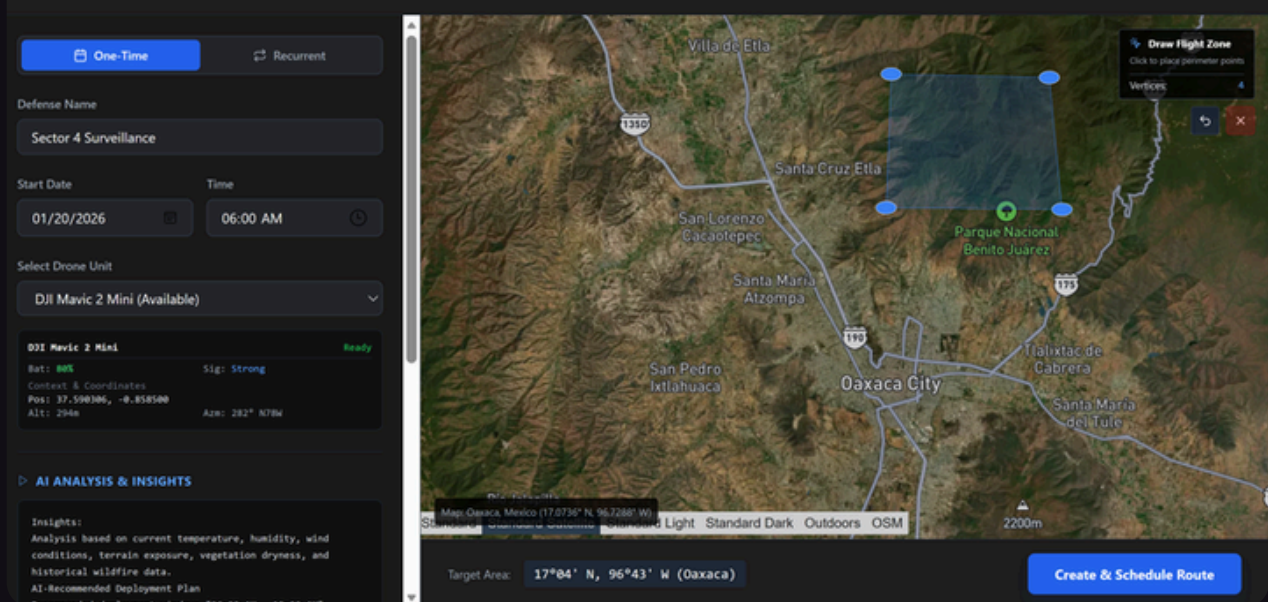 One-Time
Recurrent
Defense Name
Sector 4 Surveillance
Start Date
Time
01/20/2026
06:00 AM
Select Drone Unit
DJI Mavic 2 Mini (Available)
DJI Mavic 2 Mini
Ready
Bat: 80%
Sig: Strong
Context & Coordinates
Pos: 37.590306, -0.858500
Alt: 294m
Azm: 282° N78W
AI ANALYSIS & INSIGHTS
Insights:
Analysis based on current temperature, humidity, wind
conditions, terrain exposure, vegetation dryness, and
historical wildfire data.
AI-Recommended Deployment Plan
Villa de Etla
1350
Santa Cruz Etla
San Lorenzo
Cacaotepec
Santa María
Atzompa
Parque Nacional
Benito Juárez
175
190
San Pedro
Ixtlahuaca
Oaxaca City
Tlalixtac de
Cabrera
Santa María
del Tule
2200m
Draw Flight Zone
Click to place perimeter points
Vertices:
4
Map: Oaxaca, Mexico (17.0736° N, 96.7288° W)
Standard
Standard Satellite
Standard Light
Standard Dark
Outdoors
OSM
Target Area:
17°04' N, 96°43' W (Oaxaca)
Create & Schedule Route